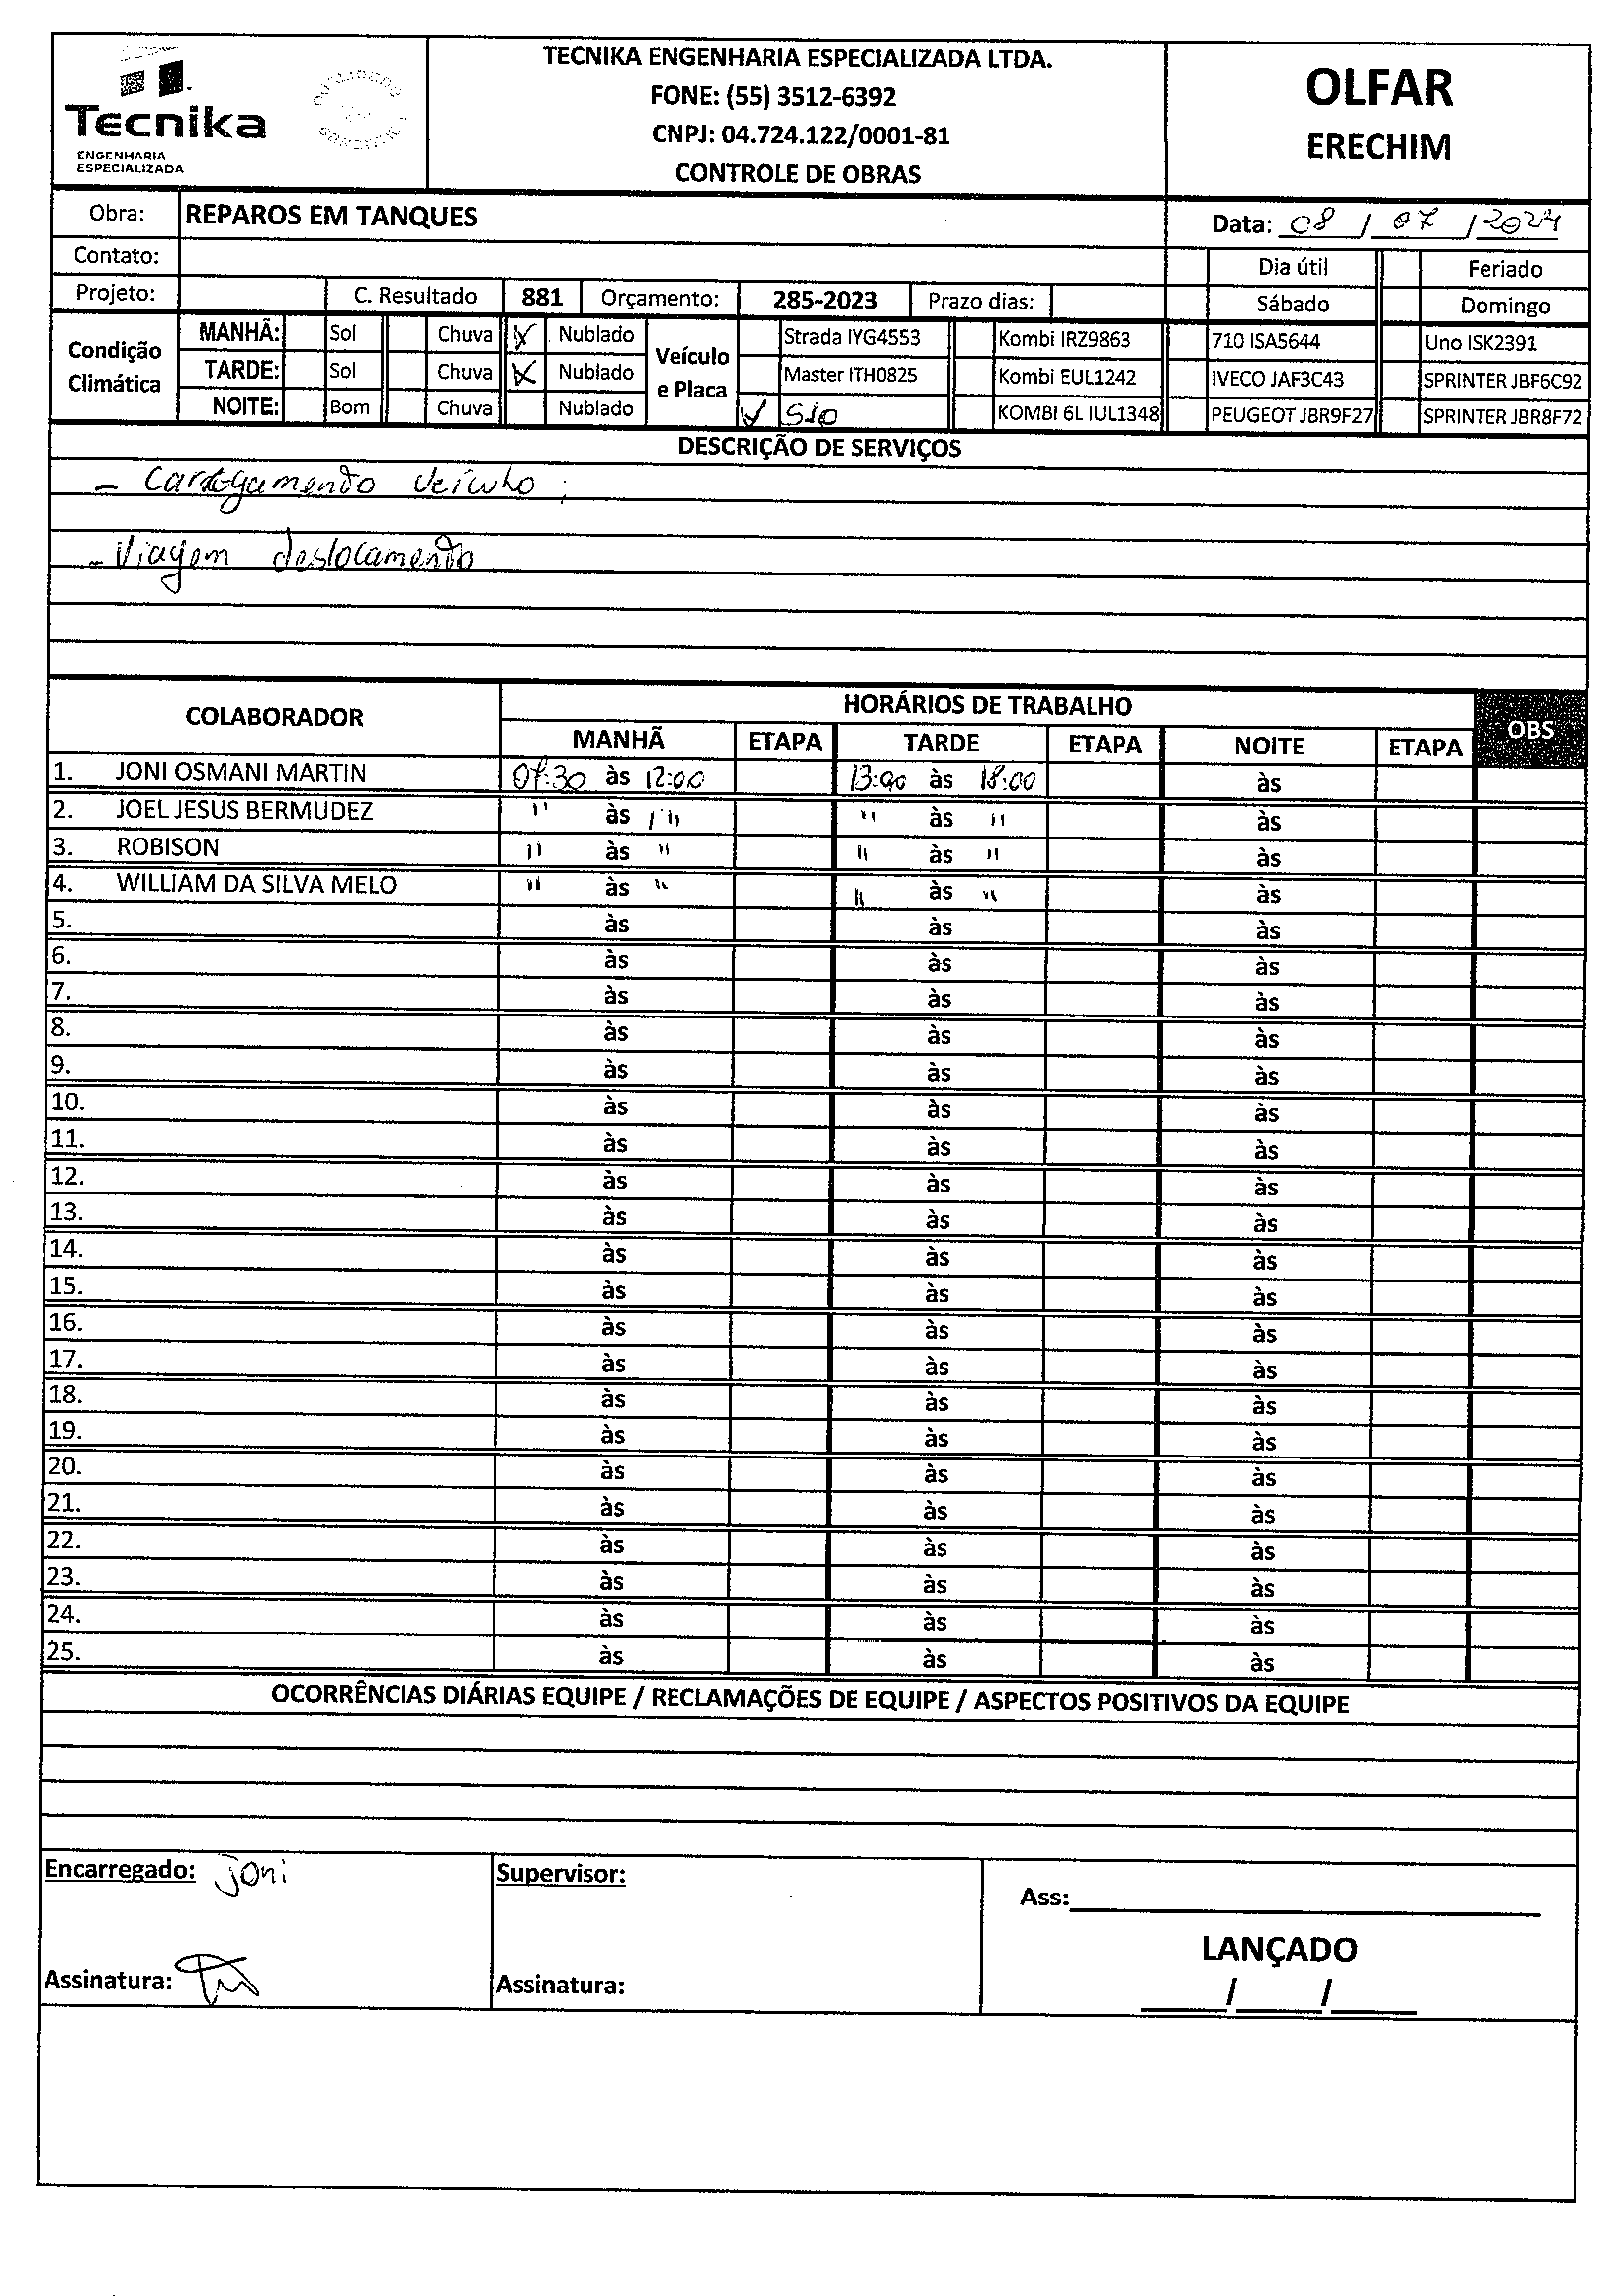 Tecnika
ENGENHARIA
ESPECIALIZADA
TECNIKA ENGENHARIA ESPECIALIZADA LTDA.
FONE: (55) 3512-6392
CNPJ: 04.724.122/0001-81
CONTROLE DE OBRAS
OLFAR
ERECHIM
Obra: REPAROS EM TANQUES Data: 08 / 07 / 2024
Contato: Dia útil Feriado
Projeto: C. Resultado 881 Orçamento: 285-2023 Prazo dias: Sábado Domingo
Condição Climática Veículo e Placa
MANHÃ: Sol Chuva X Nublado Strada IYG4553 Kombi IRZ9863 710 ISA5644 Uno ISK2391
TARDE: Sol Chuva X Nublado Master ITH0825 Kombi EUL1242 IVECO JAF3C43 SPRINTER JBF6C92
NOITE: Bom Chuva Nublado S10 KOMBI 6L IUL1348 PEUGEOT JBR9F27 SPRINTER JBR8F72
DESCRIÇÃO DE SERVIÇOS
- Carregamento veículo;
- Viagem deslocamento
COLABORADOR HORÁRIOS DE TRABALHO OBS
MANHÃ ETAPA TARDE ETAPA NOITE ETAPA
1. JONI OSMANI MARTIN 07:30 às 12:00 13:00 às 18:00 às
2. JOEL JESUS BERMUDEZ " às " " às " às
3. ROBISON " às " " às " às
4. WILLIAM DA SILVA MELO " às " " às " às
5. às às às
6. às às às
7. às às às
8. às às às
9. às às às
10. às às às
11. às às às
12. às às às
13. às às às
14. às às às
15. às às às
16. às às às
17. às às às
18. às às às
19. às às às
20. às às às
21. às às às
22. às às às
23. às às às
24. às às às
25. às às às
OCORRÊNCIAS DIÁRIAS EQUIPE / RECLAMAÇÕES DE EQUIPE / ASPECTOS POSITIVOS DA EQUIPE
Encarregado: Joni Supervisor: Ass:
LANÇADO
Assinatura: Assinatura: / /